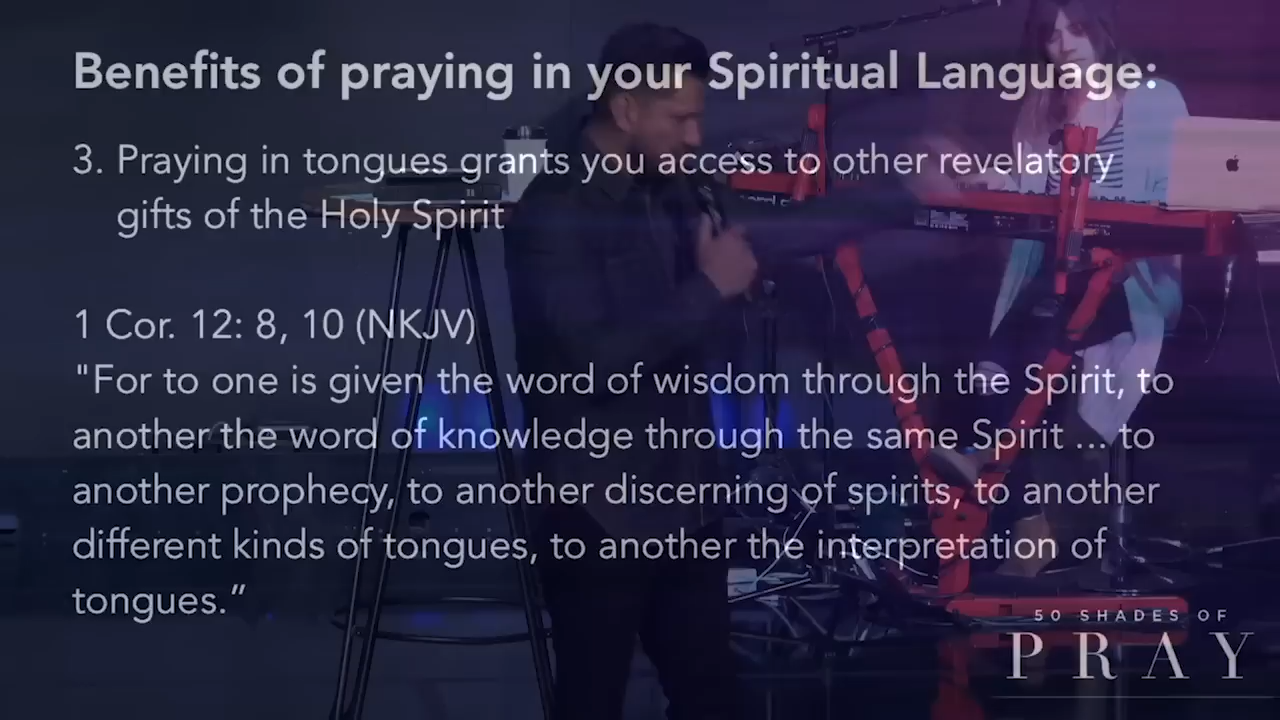 Benefits of praying in your Spiritual Language:
3. Praying in tongues grants you access to other revelatory
gifts of the Holy Spirit
1 Cor. 12: 8, 10 (NKJV)
"For to one is given the word of wisdom through the Spirit, to
another the word of knowledge through the same Spirit ... to
another prophecy, to another discerning of spirits, to another
different kinds of tongues, to another the interpretation of
tongues.”
50 SHADES OF
PRAY